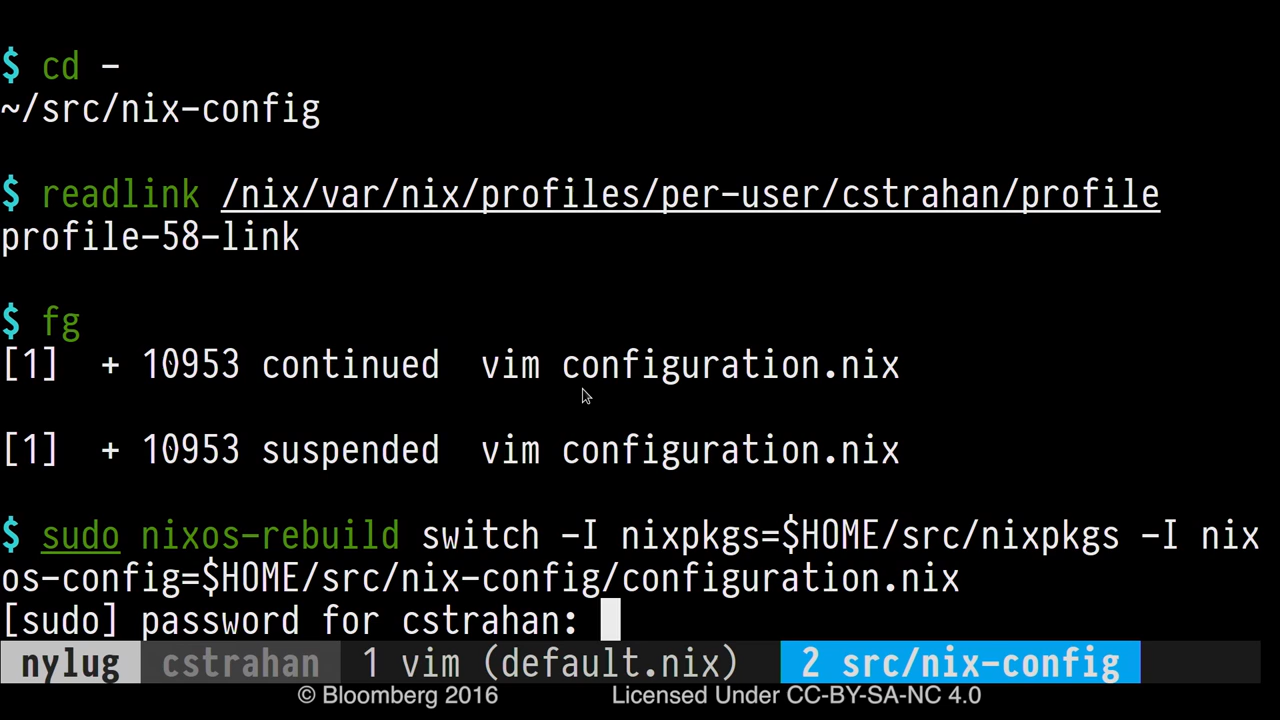 $ cd -
~/src/nix-config
$ readlink /nix/var/nix/profiles/per-user/cstrahan/profile
profile-58-link
$ fg
[1]  + 10953 continued  vim configuration.nix
[1]  + 10953 suspended  vim configuration.nix
$ sudo nixos-rebuild switch -I nixpkgs=$HOME/src/nixpkgs -I nix
os-config=$HOME/src/nix-config/configuration.nix
[sudo] password for cstrahan:
nylug cstrahan 1 vim (default.nix) 2 src/nix-config
© Bloomberg 2016 Licensed Under CC-BY-SA-NC 4.0